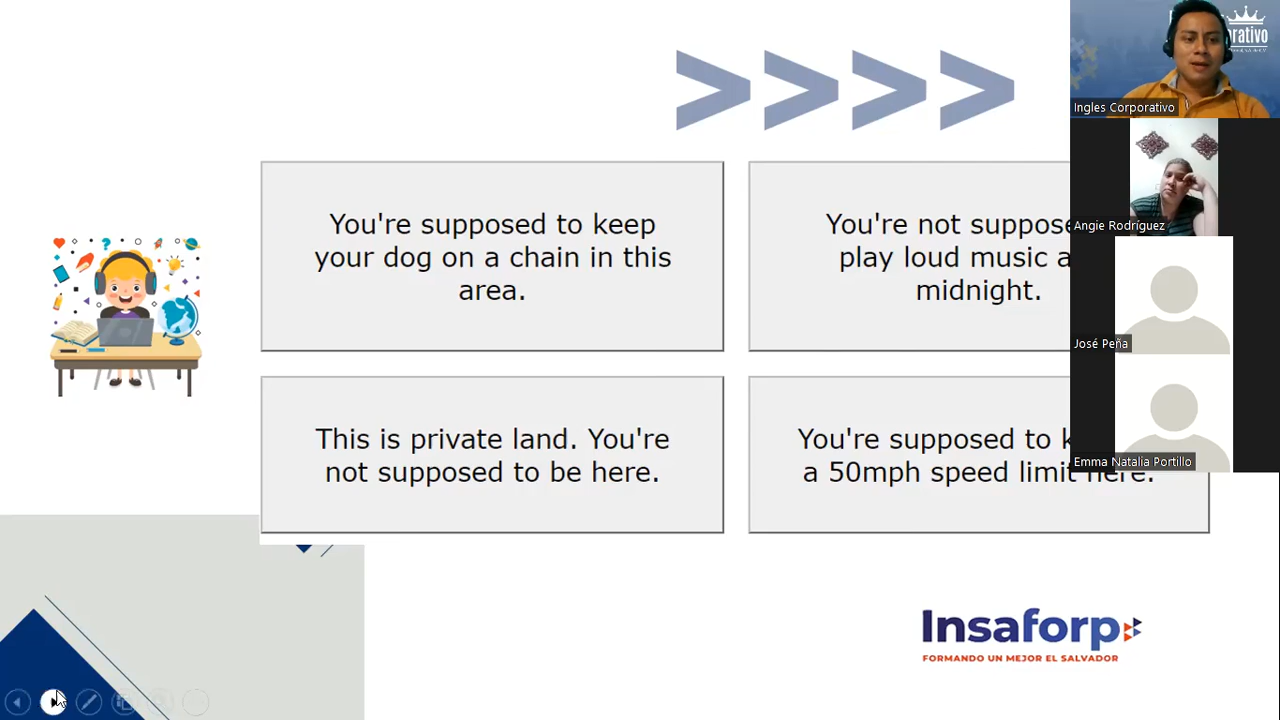 Ingles Corporativo
You're supposed to keep
your dog on a chain in this
area.
You're not
play loud music
midnight.
Angie Rodríguez
José Peña
This is private land. You're
not supposed to be here.
You're supposed to
a 50mph speed limit here.
Emma Natalia Portillo
Insaforp
FORMANDO UN MEJOR EL SALVADOR